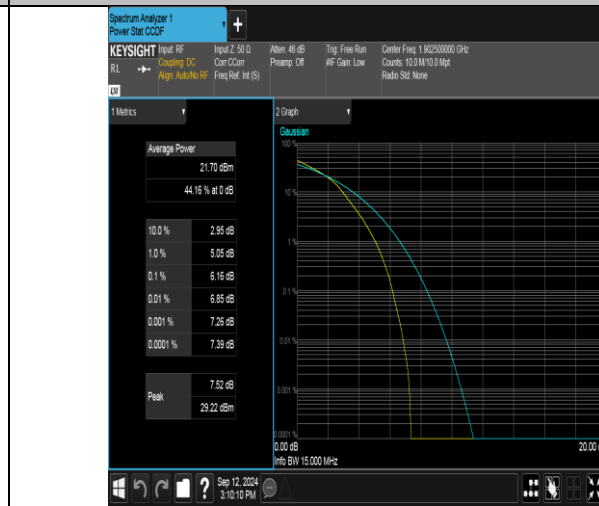 Spectrum Analyzer 1
Power Stat CCDF
+
KEYSIGHT
RL
Input: RF
Coupling: DC
Align: Auto/No RF
Input Z: 50 Ω
Corr CCorr
Freq Ref: Int (S)
Atten: 46 dB
Preamp: Off
Trig: Free Run
#IF Gain: Low
Center Freq: 1.902500000 GHz
Counts: 10.0 M/10.0 Mpt
Radio Std: None
1 Metrics
Average Power
21.70 dBm
44.16 % at 0 dB
10.0 % 2.95 dB
1.0 % 5.05 dB
0.1 % 6.16 dB
0.01 % 6.85 dB
0.001 % 7.26 dB
0.0001 % 7.39 dB
Peak
7.52 dB
29.22 dBm
2 Graph
Gaussian
100 %
10 %
1 %
0.1 %
0.01 %
0.001 %
0.0001 %
0.00 dB
20.00
Info BW 15.000 MHz
?
Sep 12, 2024
3:10:10 PM